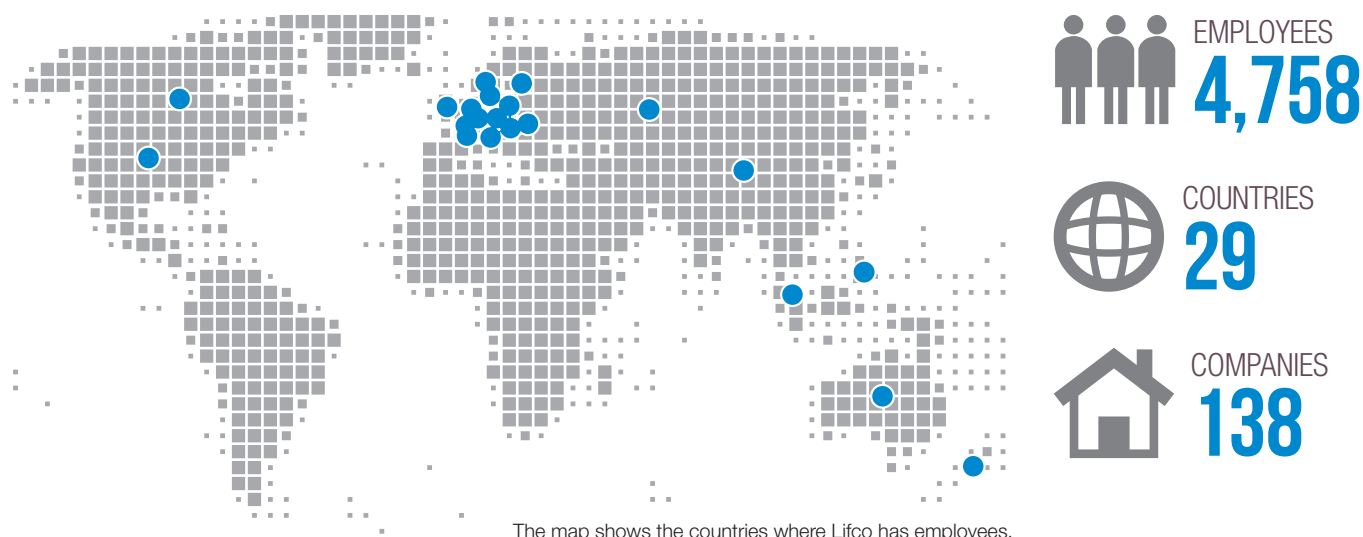 EMPLOYEES
4,758
COUNTRIES
29
COMPANIES
138
The map shows the countries where Lifco has employees.